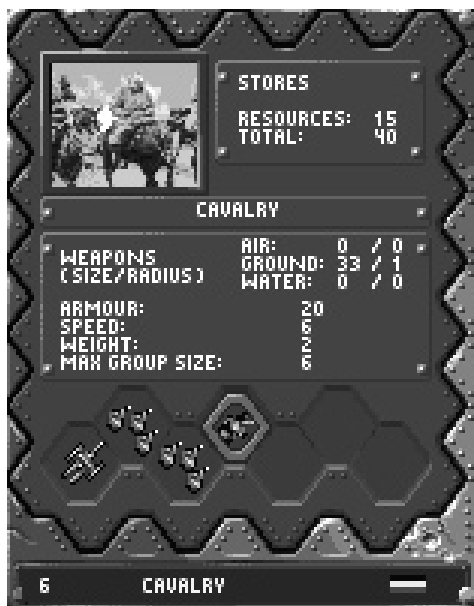 STORES
RESOURCES: 15
TOTAL: 40
CAVALRY
WEAPONS
(SIZE/RADIUS)
AIR: 0 / 0
GROUND: 33 / 1
WATER: 0 / 0
ARMOUR: 20
SPEED: 6
WEIGHT: 2
MAX GROUP SIZE: 6
6 CAVALRY